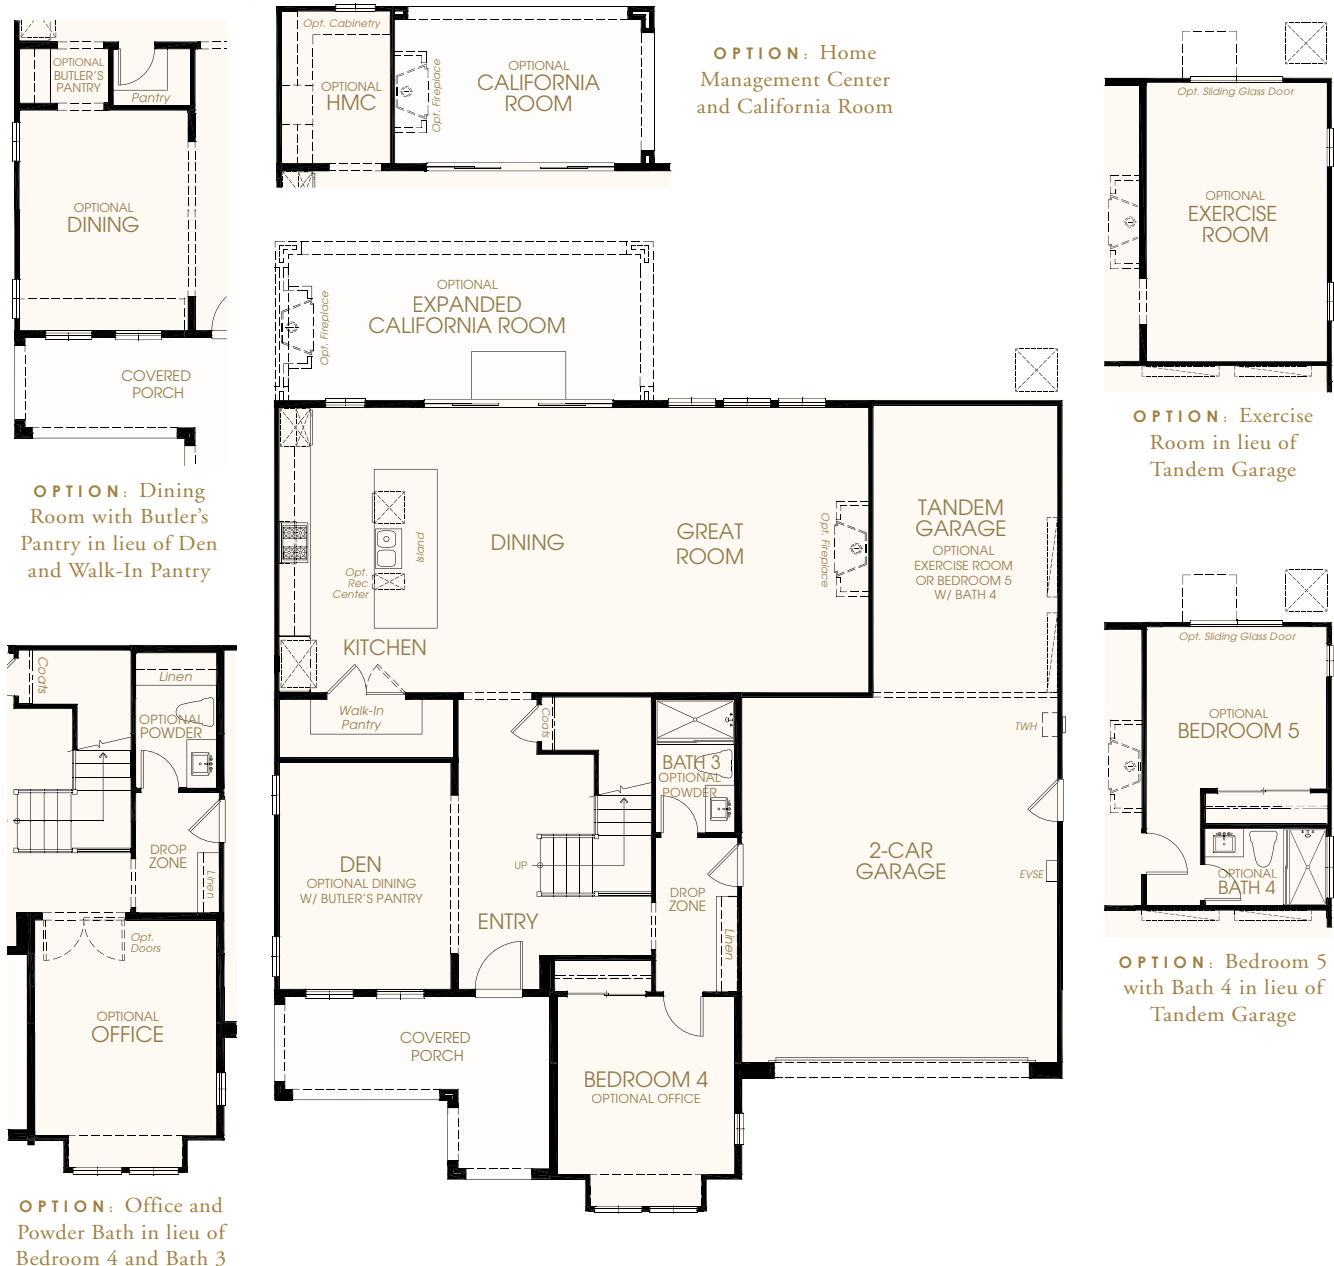 OPTIONAL
BUTLER'S
PANTRY
Pantry
OPTIONAL
DINING
COVERED
PORCH
OPTION: Dining
Room with Butler's
Pantry in lieu of Den
and Walk-In Pantry
Opt. Cabinetry
OPTIONAL
HMC
Opt. Fireplace
OPTIONAL
CALIFORNIA
ROOM
OPTION: Home
Management Center
and California Room
Opt. Sliding Glass Door
OPTIONAL
EXERCISE
ROOM
OPTION: Exercise
Room in lieu of
Tandem Garage
OPTIONAL
EXPANDED
CALIFORNIA ROOM
Opt. Fireplace
Island
Opt.
Rec
Center
KITCHEN
DINING
GREAT
ROOM
Opt. Fireplace
TANDEM
GARAGE
OPTIONAL
EXERCISE ROOM
OR BEDROOM 5
W/ BATH 4
Walk-In
Pantry
Coats
BATH 3
OPTIONAL
POWDER
TWH
EVSE
2-CAR
GARAGE
DEN
OPTIONAL DINING
W/ BUTLER'S PANTRY
UP
ENTRY
DROP
ZONE
Linen
COVERED
PORCH
BEDROOM 4
OPTIONAL OFFICE
Coats
Linen
OPTIONAL
POWDER
DROP
ZONE
Linen
Opt.
Doors
OPTIONAL
OFFICE
OPTION: Office and
Powder Bath in lieu of
Bedroom 4 and Bath 3
Opt. Sliding Glass Door
OPTIONAL
BEDROOM 5
OPTIONAL
BATH 4
OPTION: Bedroom 5
with Bath 4 in lieu of
Tandem Garage